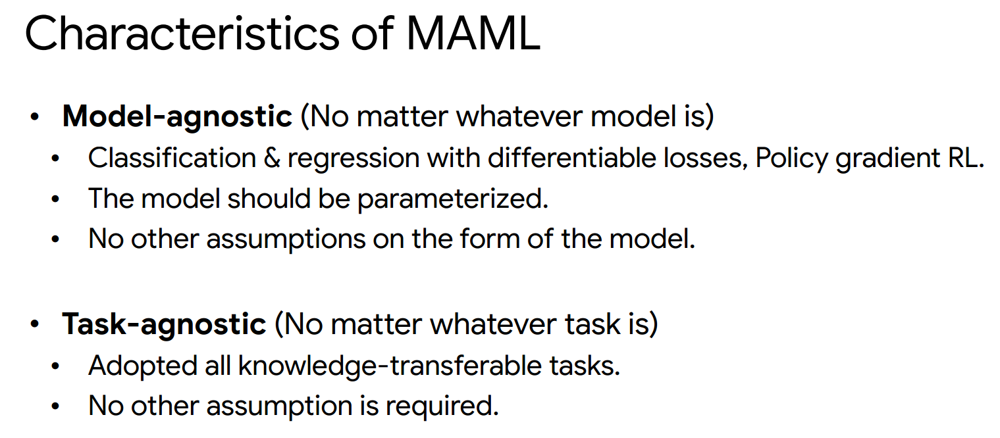 Characteristics of MAML
• Model-agnostic (No matter whatever model is)
• Classification & regression with differentiable losses, Policy gradient RL.
• The model should be parameterized.
• No other assumptions on the form of the model.
• Task-agnostic (No matter whatever task is)
• Adopted all knowledge-transferable tasks.
• No other assumption is required.